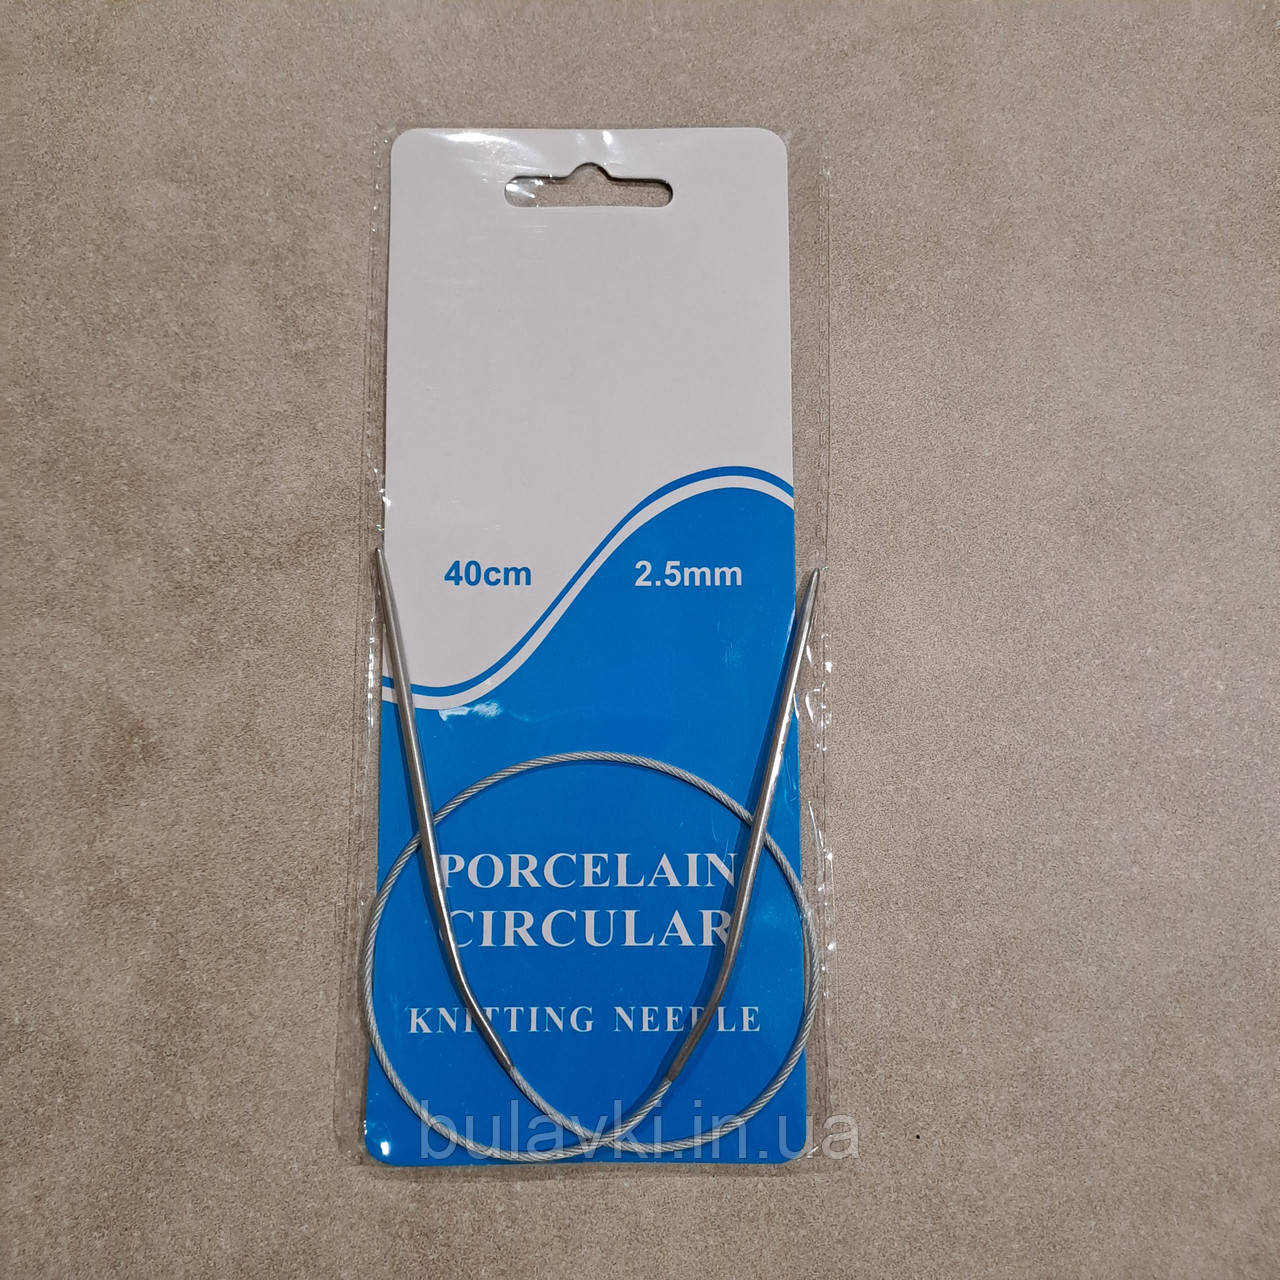 40cm 2.5mm
PORCELAIN
CIRCULAR
KNITTING NEEDLE
bulavki.in.ua